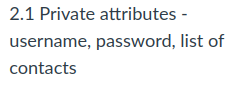 2.1 Private attributes -
username, password, list of
contacts